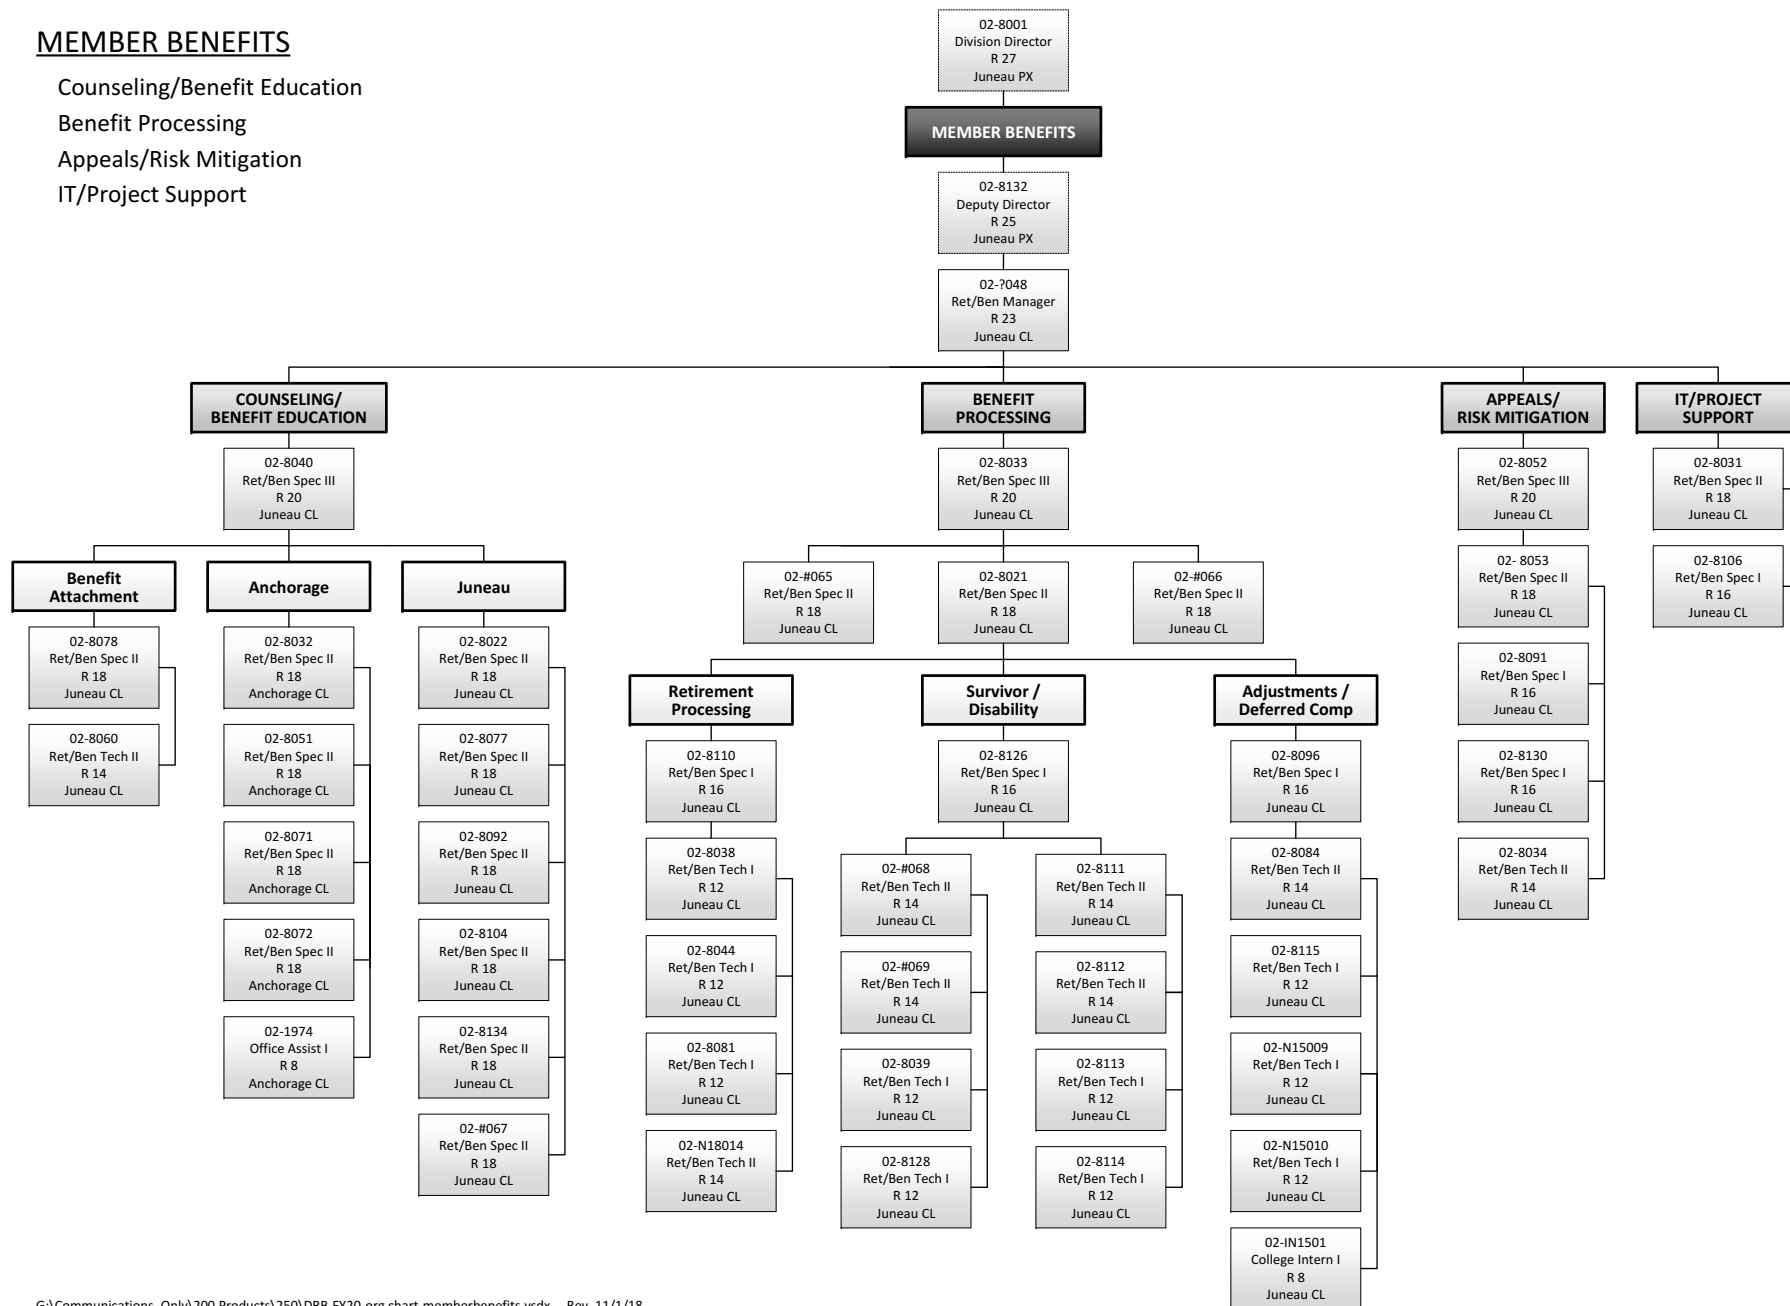 MEMBER BENEFITS
Counseling/Benefit Education
Benefit Processing
Appeals/Risk Mitigation
IT/Project Support
02-8001
Division Director
R 27
Juneau PX
MEMBER BENEFITS
02-8132
Deputy Director
R 25
Juneau PX
02-?048
Ret/Ben Manager
R 23
Juneau CL
COUNSELING/
BENEFIT EDUCATION
02-8040
Ret/Ben Spec III
R 20
Juneau CL
Benefit
Attachment
02-8078
Ret/Ben Spec II
R 18
Juneau CL
02-8060
Ret/Ben Tech II
R 14
Juneau CL
Anchorage
02-8032
Ret/Ben Spec II
R 18
Anchorage CL
02-8051
Ret/Ben Spec II
R 18
Anchorage CL
02-8071
Ret/Ben Spec II
R 18
Anchorage CL
02-8072
Ret/Ben Spec II
R 18
Anchorage CL
02-1974
Office Assist I
R 8
Anchorage CL
Juneau
02-8022
Ret/Ben Spec II
R 18
Juneau CL
02-8077
Ret/Ben Spec II
R 18
Juneau CL
02-8092
Ret/Ben Spec II
R 18
Juneau CL
02-8104
Ret/Ben Spec II
R 18
Juneau CL
02-8134
Ret/Ben Spec II
R 18
Juneau CL
02-#067
Ret/Ben Spec II
R 18
Juneau CL
BENEFIT
PROCESSING
02-8033
Ret/Ben Spec III
R 20
Juneau CL
02-#065
Ret/Ben Spec II
R 18
Juneau CL
02-8021
Ret/Ben Spec II
R 18
Juneau CL
02-#066
Ret/Ben Spec II
R 18
Juneau CL
Retirement
Processing
02-8110
Ret/Ben Spec I
R 16
Juneau CL
02-8038
Ret/Ben Tech I
R 12
Juneau CL
02-8044
Ret/Ben Tech I
R 12
Juneau CL
02-8081
Ret/Ben Tech I
R 12
Juneau CL
02-N18014
Ret/Ben Tech II
R 14
Juneau CL
Survivor /
Disability
02-8126
Ret/Ben Spec I
R 16
Juneau CL
02-#068
Ret/Ben Tech II
R 14
Juneau CL
02-#069
Ret/Ben Tech II
R 14
Juneau CL
02-8039
Ret/Ben Tech I
R 12
Juneau CL
02-8128
Ret/Ben Tech I
R 12
Juneau CL
02-8111
Ret/Ben Tech II
R 14
Juneau CL
02-8112
Ret/Ben Tech II
R 14
Juneau CL
02-8113
Ret/Ben Tech I
R 12
Juneau CL
02-8114
Ret/Ben Tech I
R 12
Juneau CL
Adjustments /
Deferred Comp
02-8096
Ret/Ben Spec I
R 16
Juneau CL
02-8084
Ret/Ben Tech II
R 14
Juneau CL
02-8115
Ret/Ben Tech I
R 12
Juneau CL
02-N15009
Ret/Ben Tech I
R 12
Juneau CL
02-N15010
Ret/Ben Tech I
R 12
Juneau CL
02-IN1501
College Intern I
R 8
Juneau CL
APPEALS/
RISK MITIGATION
02-8052
Ret/Ben Spec III
R 20
Juneau CL
02- 8053
Ret/Ben Spec II
R 18
Juneau CL
02-8091
Ret/Ben Spec I
R 16
Juneau CL
02-8130
Ret/Ben Spec I
R 16
Juneau CL
02-8034
Ret/Ben Tech II
R 14
Juneau CL
IT/PROJECT
SUPPORT
02-8031
Ret/Ben Spec II
R 18
Juneau CL
02-8106
Ret/Ben Spec I
R 16
Juneau CL